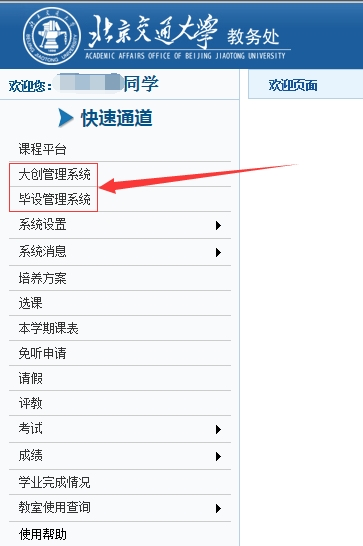 北京交通大学 教务处
ACADEMIC AFFAIRS OFFICE OF BEIJING JIAOTONG UNIVERSITY
欢迎您: 同学
欢迎页面
快速通道
课程平台
大创管理系统
毕设管理系统
系统设置
系统消息
培养方案
选课
本学期课表
免听申请
请假
评教
考试
成绩
学业完成情况
教室使用查询
使用帮助